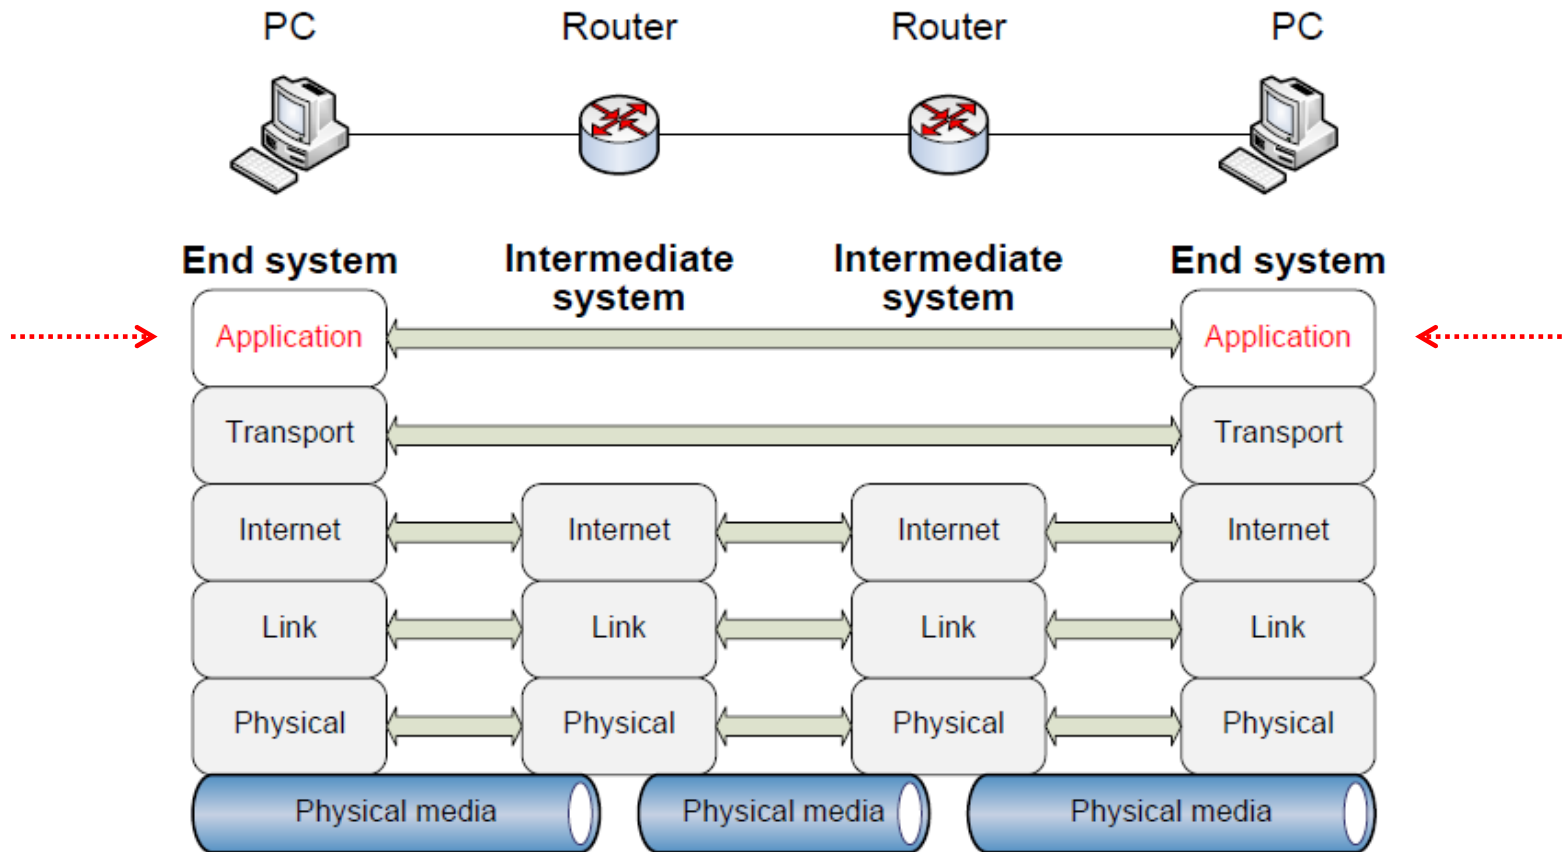 PC
Router
Router
PC
End system
Intermediate
system
Intermediate
system
End system
Application
Application
Transport
Transport
Internet
Internet
Internet
Internet
Link
Link
Link
Link
Physical
Physical
Physical
Physical
Physical media
Physical media
Physical media